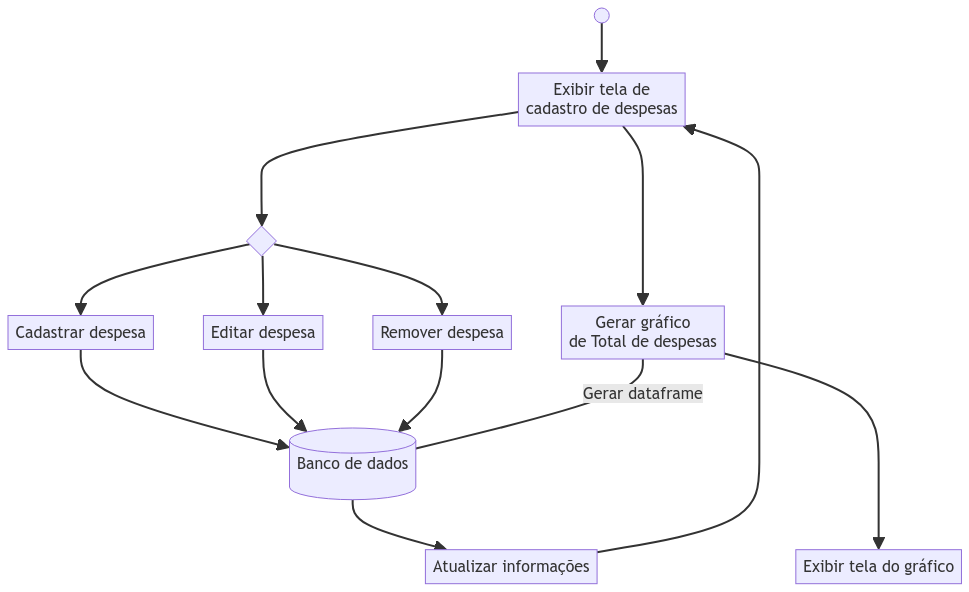 Exibir tela de
cadastro de despesas
Cadastrar despesa
Editar despesa
Remover despesa
Gerar gráfico
de Total de despesas
Gerar dataframe
Banco de dados
Atualizar informações
Exibir tela do gráfico